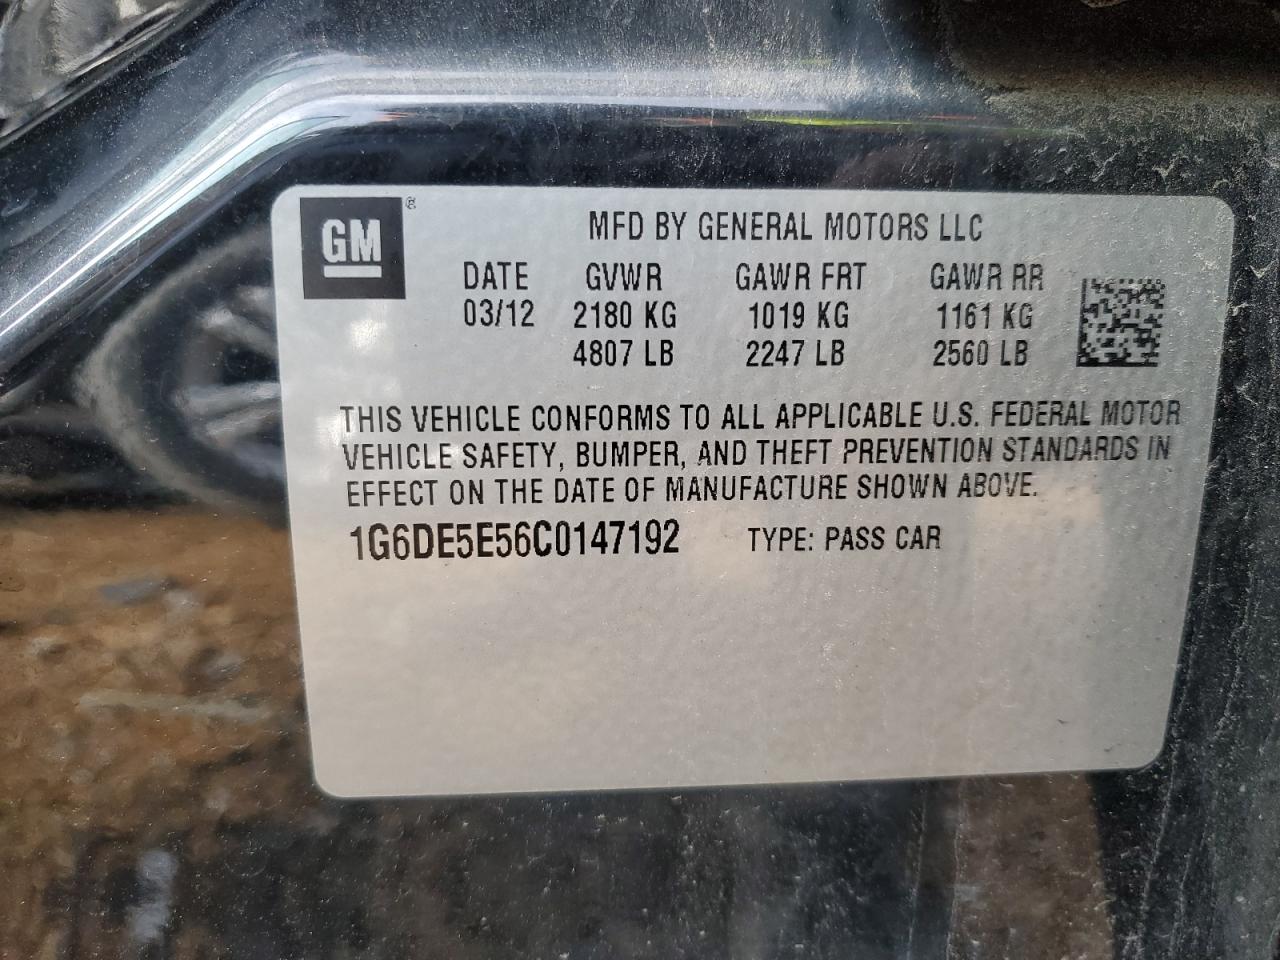 GM®
MFD BY GENERAL MOTORS LLC
DATE GVWR GAWR FRT GAWR RR
03/12 2180 KG 1019 KG 1161 KG
4807 LB 2247 LB 2560 LB
THIS VEHICLE CONFORMS TO ALL APPLICABLE U.S. FEDERAL MOTOR
VEHICLE SAFETY, BUMPER, AND THEFT PREVENTION STANDARDS IN
EFFECT ON THE DATE OF MANUFACTURE SHOWN ABOVE.
1G6DE5E56C0147192 TYPE: PASS CAR